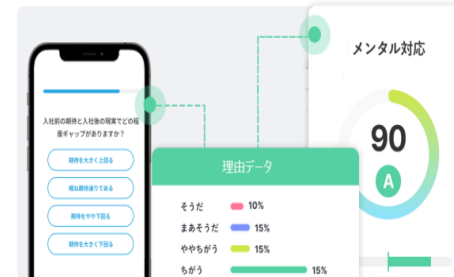 メンタル対応
90
A
入社前の期待と入社後の現実でどの程
度ギャップがありますか？
期待を大きく上回る
概ね期待通りである
期待をやや下回る
期待を大きく下回る
理由データ
そうだ 10%
まあそうだ 15%
ややちがう 15%
ちがう 15%